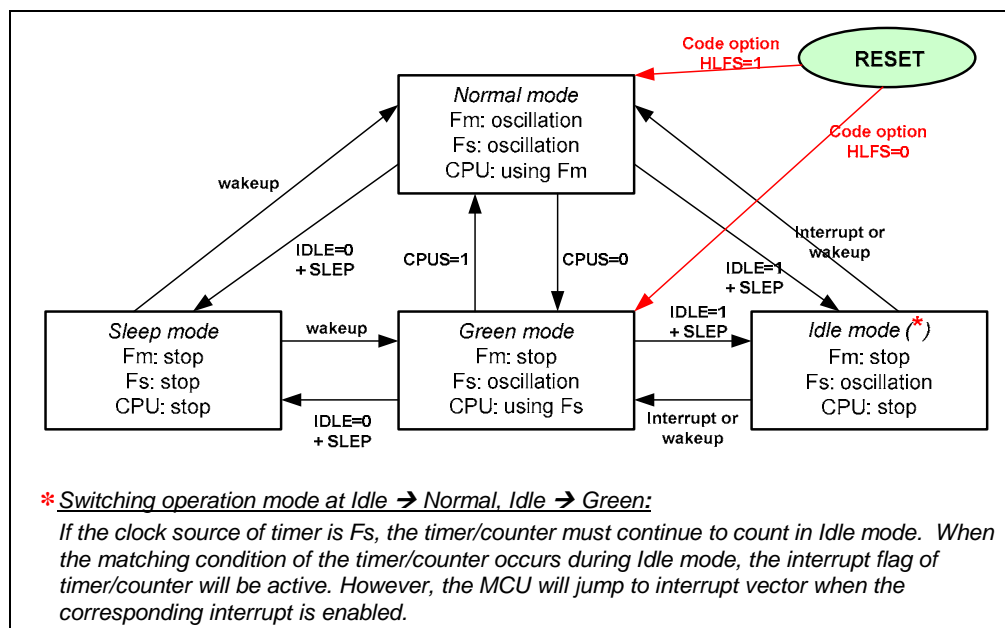 Code option
HLFS=1
RESET
Normal mode
Fm: oscillation
Fs: oscillation
CPU: using Fm
Code option
HLFS=0
wakeup
Interrupt or
wakeup
IDLE=0
+ SLEP
CPUS=1
CPUS=0
IDLE=1
+ SLEP
Sleep mode
Fm: stop
Fs: stop
CPU: stop
wakeup
Green mode
Fm: stop
Fs: oscillation
CPU: using Fs
IDLE=1
+ SLEP
Idle mode (*)
Fm: stop
Fs: oscillation
CPU: stop
IDLE=0
+ SLEP
Interrupt or
wakeup
* Switching operation mode at Idle ➔ Normal, Idle ➔ Green:
If the clock source of timer is Fs, the timer/counter must continue to count in Idle mode. When
the matching condition of the timer/counter occurs during Idle mode, the interrupt flag of
timer/counter will be active. However, the MCU will jump to interrupt vector when the
corresponding interrupt is enabled.